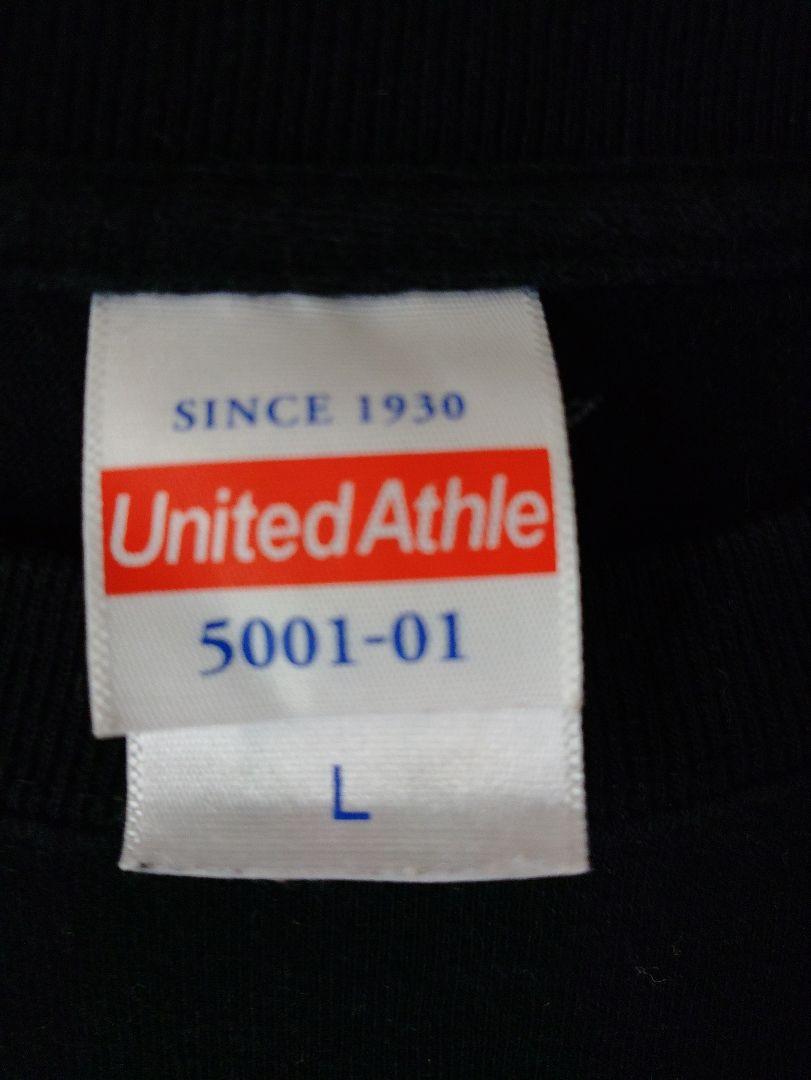 SINCE 1930
United Athle
5001-01
L